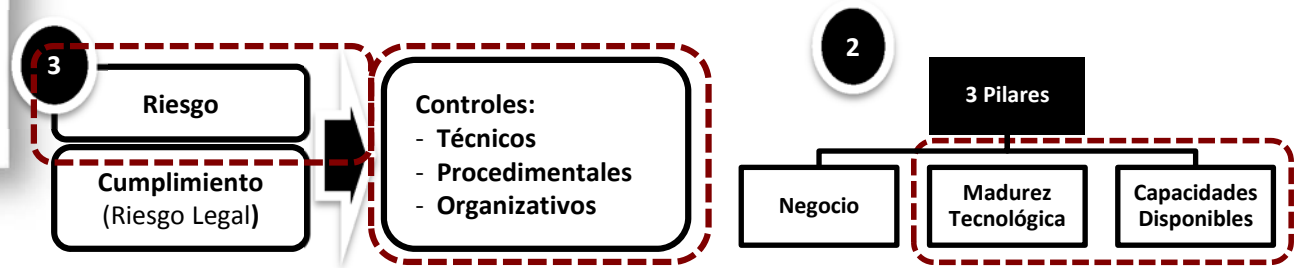 3
Riesgo
Cumplimiento
(Riesgo Legal)
Controles:
- Técnicos
- Procedimentales
- Organizativos
2
3 Pilares
Negocio
Madurez
Tecnológica
Capacidades
Disponibles